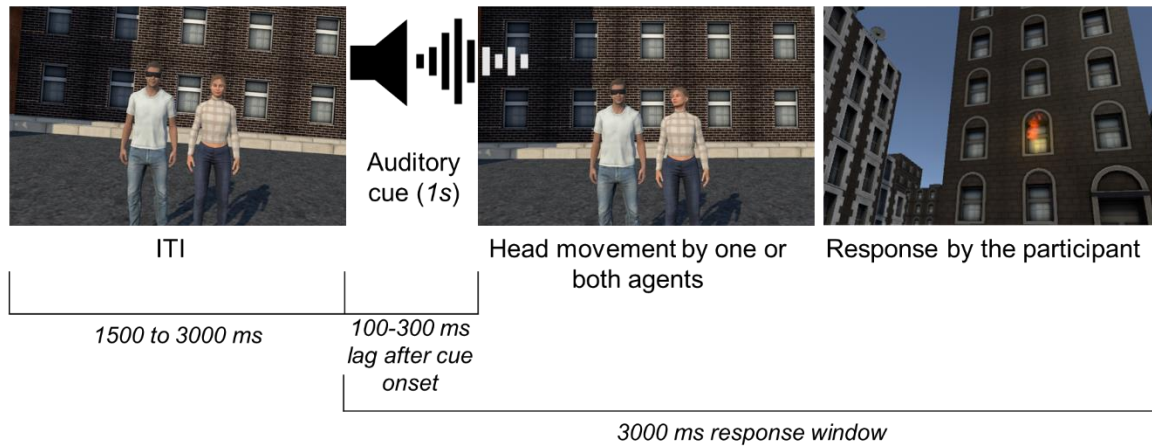 Auditory
cue (1s)
ITI
Head movement by one or
both agents
Response by the participant
1500 to 3000 ms
100-300 ms
lag after cue
onset
3000 ms response window